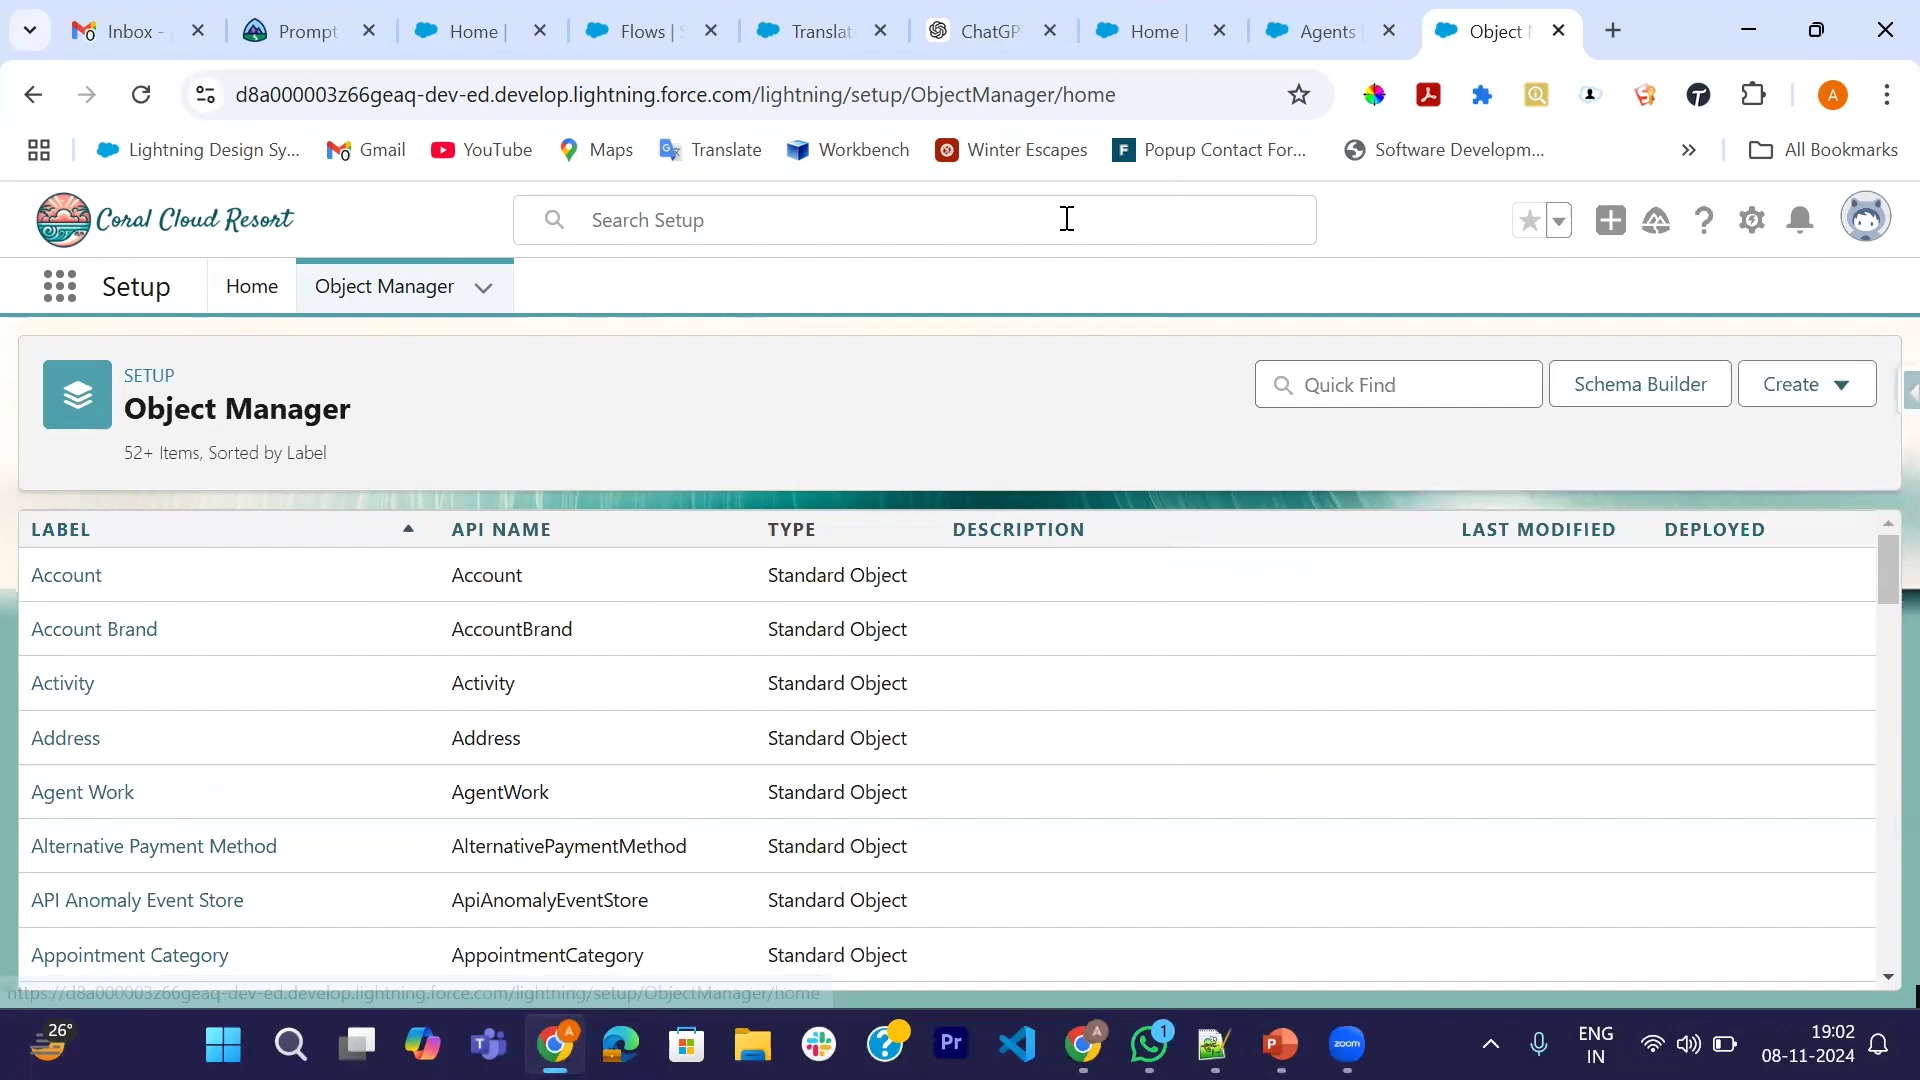 Inbox -
Prompt
Home |
Flows | S
Translat
ChatGP
Home |
Agents |
Object M
d8a000003z66geaq-dev-ed.develop.lightning.force.com/lightning/setup/ObjectManager/home
A
Lightning Design Sy...
Gmail
YouTube
Maps
Translate
Workbench
Winter Escapes
Popup Contact For...
Software Developm...
All Bookmarks
Coral Cloud Resort
Search Setup
Setup
Home
Object Manager
SETUP
Object Manager
52+ Items, Sorted by Label
Quick Find
Schema Builder
Create
LABEL API NAME TYPE DESCRIPTION LAST MODIFIED DEPLOYED
Account Account Standard Object
Account Brand AccountBrand Standard Object
Activity Activity Standard Object
Address Address Standard Object
Agent Work AgentWork Standard Object
Alternative Payment Method AlternativePaymentMethod Standard Object
API Anomaly Event Store ApiAnomalyEventStore Standard Object
Appointment Category AppointmentCategory Standard Object
https://d8a000003z66geaq-dev-ed.develop.lightning.force.com/lightning/setup/ObjectManager/home
26°
Pr
1
zoom
ENG
IN
19:02
08-11-2024